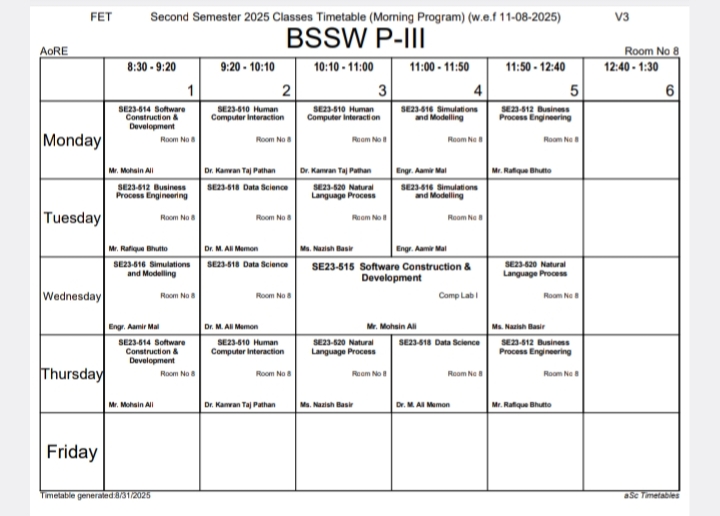 FET Second Semester 2025 Classes Timetable (Morning Program) (w.e.f 11-08-2025) V3
BSSW P-III
AoRE Room No 8
8:30 - 9:20 9:20 - 10:10 10:10 - 11:00 11:00 - 11:50 11:50 - 12:40 12:40 - 1:30
1 2 3 4 5 6
Monday
SE23-514 Software
Construction &
Development
Room No 8
Mr. Mohsin Ali
SE23-510 Human
Computer Interaction
Room No 8
Dr. Kamran Taj Pathan
SE23-510 Human
Computer Interaction
Room No 8
Dr. Kamran Taj Pathan
SE23-516 Simulations
and Modelling
Room No 8
Engr. Aamir Mal
SE23-512 Business
Process Engineering
Room No 8
Mr. Rafique Bhutto
Tuesday
SE23-512 Business
Process Engineering
Room No 8
Mr. Rafique Bhutto
SE23-518 Data Science
Room No 8
Dr. M. Ali Memon
SE23-520 Natural
Language Process
Room No 8
Ms. Nazish Basir
SE23-516 Simulations
and Modelling
Room No 8
Engr. Aamir Mal
Wednesday
SE23-516 Simulations
and Modelling
Room No 8
Engr. Aamir Mal
SE23-518 Data Science
Room No 8
Dr. M. Ali Memon
SE23-515 Software Construction &
Development
Comp Lab I
Mr. Mohsin Ali
SE23-520 Natural
Language Process
Room No 8
Ms. Nazish Basir
Thursday
SE23-514 Software
Construction &
Development
Room No 8
Mr. Mohsin Ali
SE23-510 Human
Computer Interaction
Room No 8
Dr. Kamran Taj Pathan
SE23-520 Natural
Language Process
Room No 8
Ms. Nazish Basir
SE23-518 Data Science
Room No 8
Dr. M. Ali Memon
SE23-512 Business
Process Engineering
Room No 8
Mr. Rafique Bhutto
Friday
Timetable generated:8/31/2025 aSc Timetables